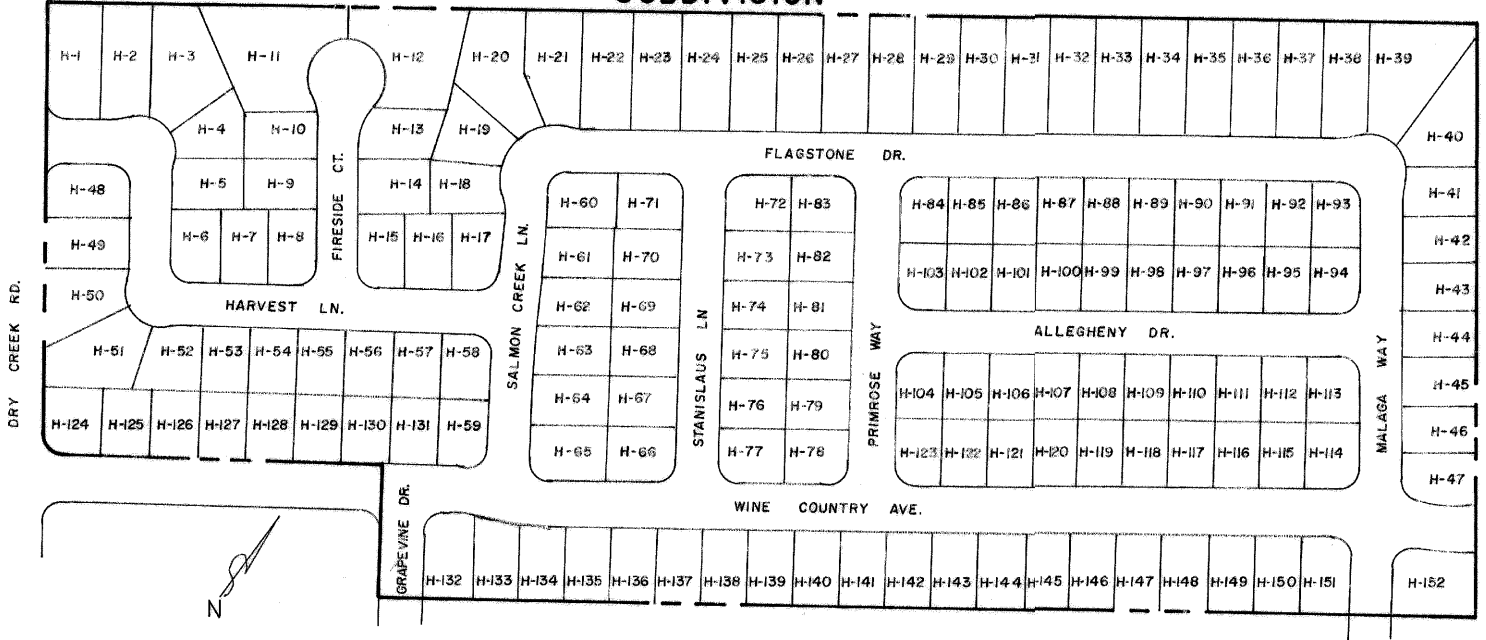 SUBDIVISION
H-1 H-2 H-3 H-11 H-12 H-20 H-21 H-22 H-23 H-24 H-25 H-26 H-27 H-28 H-29 H-30 H-31 H-32 H-33 H-34 H-35 H-36 H-37 H-38 H-39
H-4 H-10 H-13 H-19 H-40
FLAGSTONE DR.
H-48 H-5 H-9 H-14 H-18 H-41
FIRESIDE CT.
H-60 H-71 H-72 H-83 H-84 H-85 H-86 H-87 H-88 H-89 H-90 H-91 H-92 H-93
H-49 H-6 H-7 H-8 H-15 H-16 H-17 H-42
H-61 H-70 H-73 H-82 H-103 H-102 H-101 H-100 H-99 H-98 H-97 H-96 H-95 H-94
H-50 H-43
HARVEST LN.
SALMON CREEK LN.
H-62 H-69 H-74 H-81
ALLEGHENY DR.
DRY CREEK RD.
H-51 H-52 H-53 H-54 H-55 H-56 H-57 H-58 H-44
H-63 H-68 H-75 H-80
STANISLAUS LN
PRIMROSE WAY
MALAGA WAY
H-45
H-64 H-67 H-76 H-79 H-104 H-105 H-106 H-107 H-108 H-109 H-110 H-111 H-112 H-113
H-124 H-125 H-126 H-127 H-128 H-129 H-130 H-131 H-59 H-46
H-65 H-66 H-77 H-78 H-123 H-122 H-121 H-120 H-119 H-118 H-117 H-116 H-115 H-114
H-47
WINE COUNTRY AVE.
GRAPEVINE DR.
H-132 H-133 H-134 H-135 H-136 H-137 H-138 H-139 H-140 H-141 H-142 H-143 H-144 H-145 H-146 H-147 H-148 H-149 H-150 H-151 H-152
N